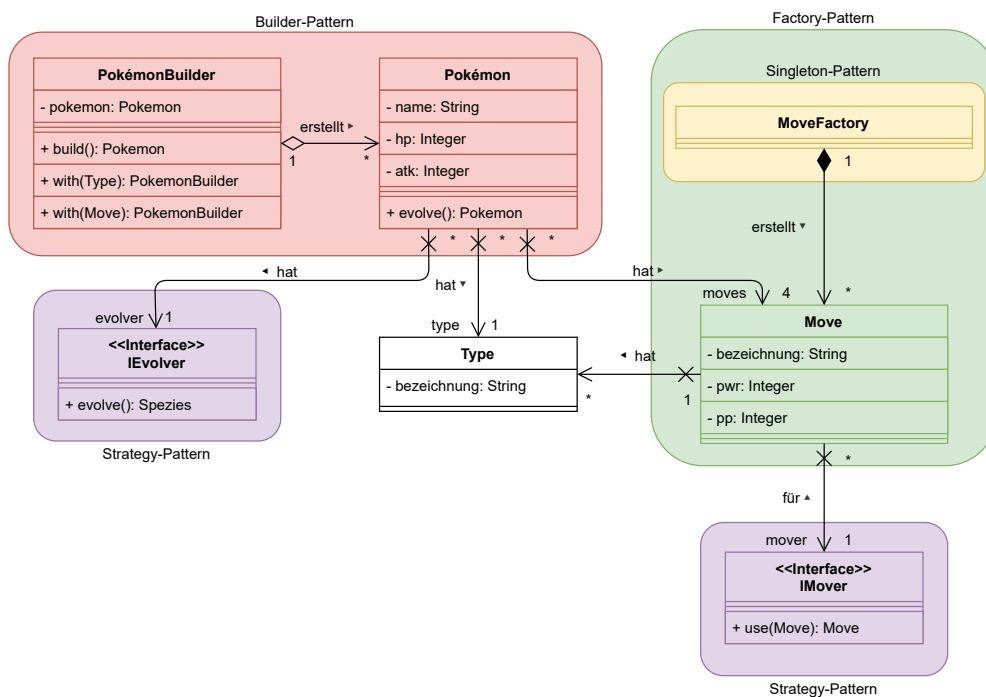 Builder-Pattern
PokémonBuilder
- pokemon: Pokemon
+ build(): Pokemon
+ with(Type): PokemonBuilder
+ with(Move): PokemonBuilder
erstellt
1
*
Pokémon
- name: String
- hp: Integer
- atk: Integer
+ evolve(): Pokemon
*
*
*
Factory-Pattern
Singleton-Pattern
MoveFactory
1
erstellt
*
hat
evolver
1
<<Interface>>
IEvolver
+ evolve(): Spezies
Strategy-Pattern
hat
type
1
Type
- bezeichnung: String
hat
moves
4
Move
- bezeichnung: String
- pwr: Integer
- pp: Integer
hat
*
1
*
für
mover
1
<<Interface>>
IMover
+ use(Move): Move
Strategy-Pattern